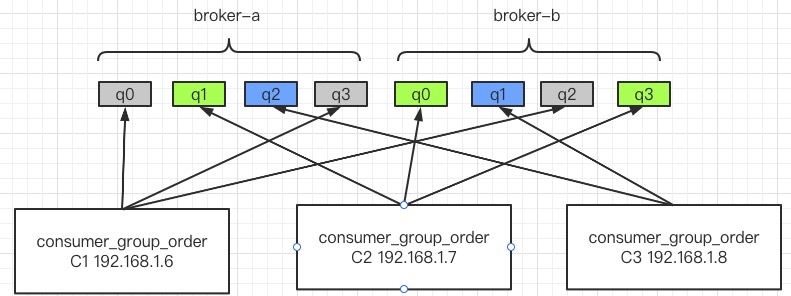 broker-a
broker-b
q0
q1
q2
q3
q0
q1
q2
q3
consumer_group_order
C1 192.168.1.6
consumer_group_order
C2 192.168.1.7
consumer_group_order
C3 192.168.1.8